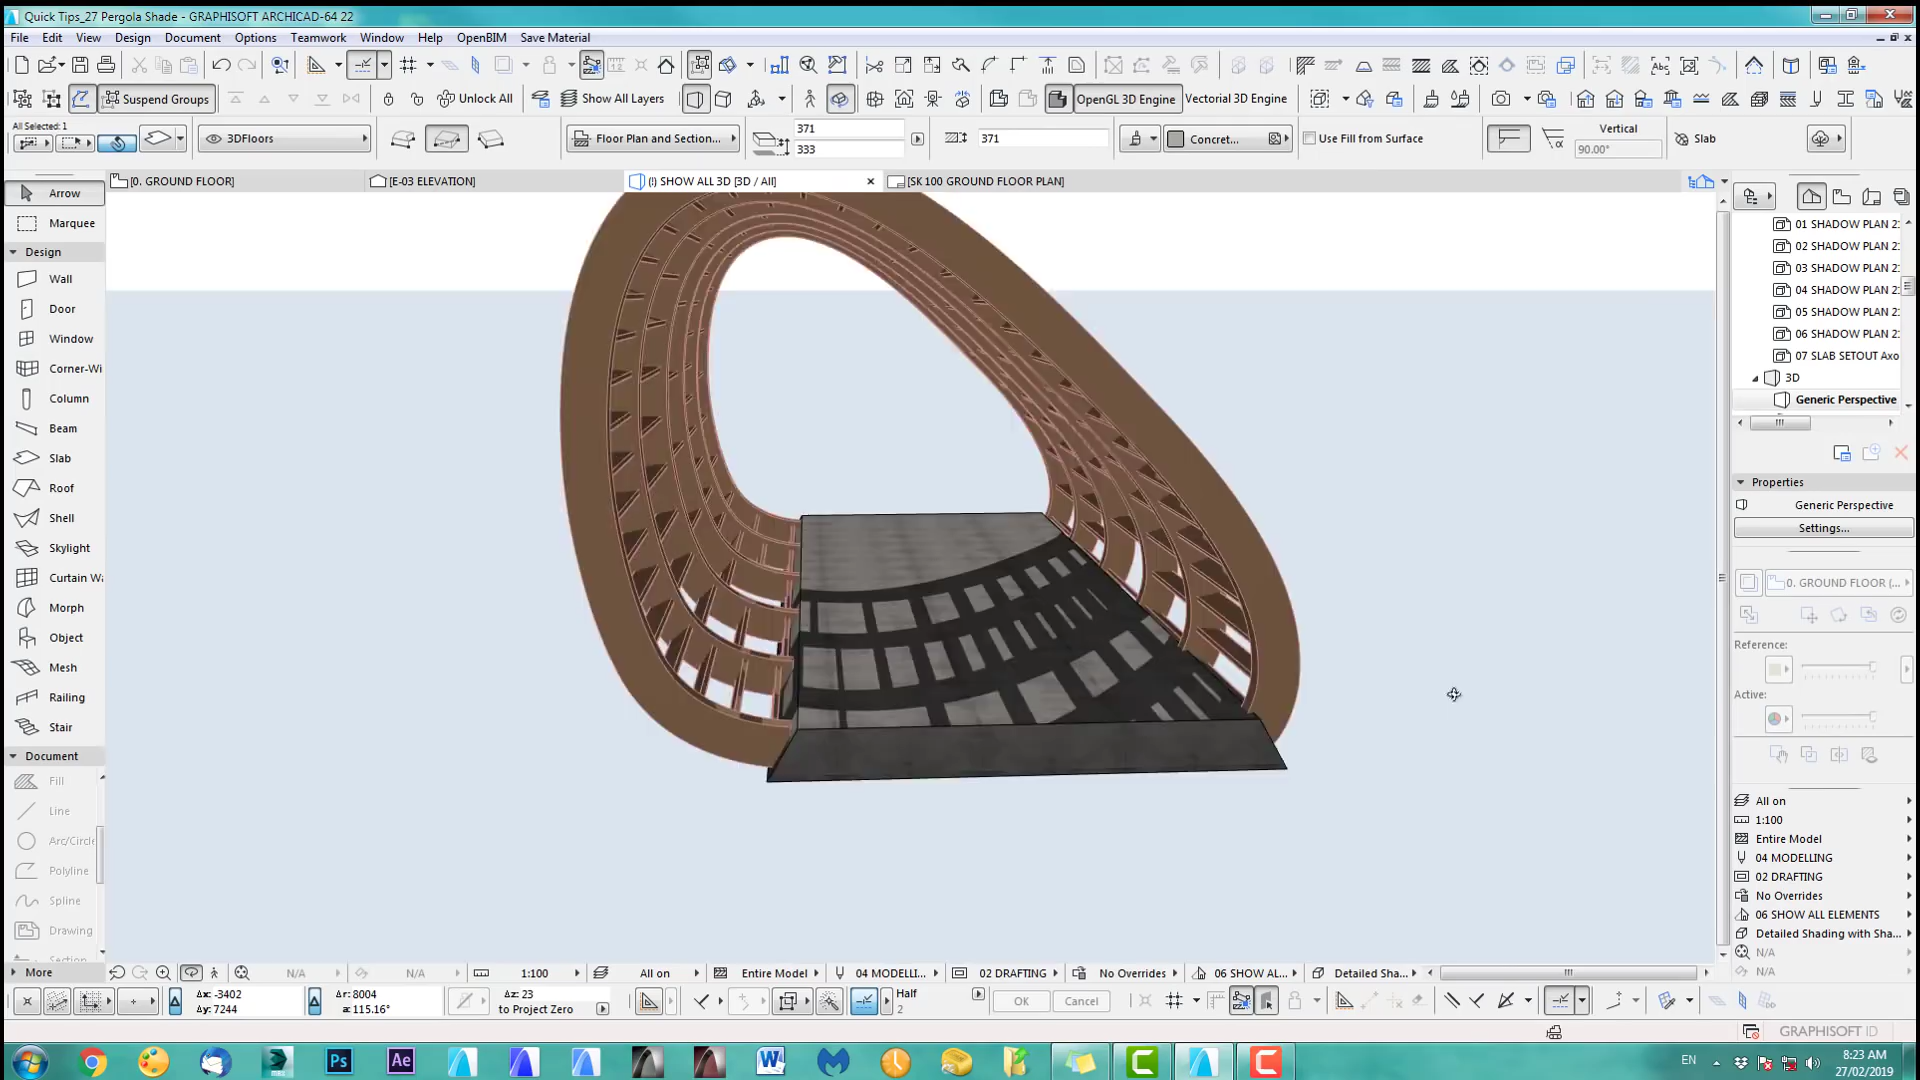 Quick Tips_27 Pergola Shade - GRAPHISOFT ARCHICAD-64 22
File Edit View Design Document Options Teamwork Window Help OpenBIM Save Material
Suspend Groups Unlock All Show All Layers OpenGL 3D Engine Vectorial 3D Engine
All Selected: 1
3DFloors
Floor Plan and Section...
371
333
371
Concret...
Use Fill from Surface
Vertical
90.00°
Slab
[0. GROUND FLOOR]
[E-03 ELEVATION]
(!) SHOW ALL 3D [3D / All]
[SK 100 GROUND FLOOR PLAN]
Arrow
Marquee
Design
Wall
Door
Window
Corner-Wi
Column
Beam
Slab
Roof
Shell
Skylight
Curtain Wa
Morph
Object
Mesh
Railing
Stair
Document
Fill
Line
Arc/Circle
Polyline
Spline
Drawing
Section
More
01 SHADOW PLAN 2
02 SHADOW PLAN 2
03 SHADOW PLAN 2
04 SHADOW PLAN 2
05 SHADOW PLAN 2
06 SHADOW PLAN 2
07 SLAB SETOUT Axo
3D
Generic Perspective
Properties
Generic Perspective
Settings...
0. GROUND FLOOR (...
Reference:
Active:
All on
1:100
Entire Model
04 MODELLING
02 DRAFTING
No Overrides
06 SHOW ALL ELEMENTS
Detailed Shading with Sha...
N/A
N/A
N/A N/A 1:100 All on Entire Model 04 MODELLI... 02 DRAFTING No Overrides 06 SHOW AL... Detailed Sha...
Δx: -3402
Δy: 7244
Δr: 8004
a: 115.16°
Δz: 23
to Project Zero
Half
2
OK
Cancel
GRAPHISOFT ID
Ps
Ae
EN
8:23 AM
27/02/2019